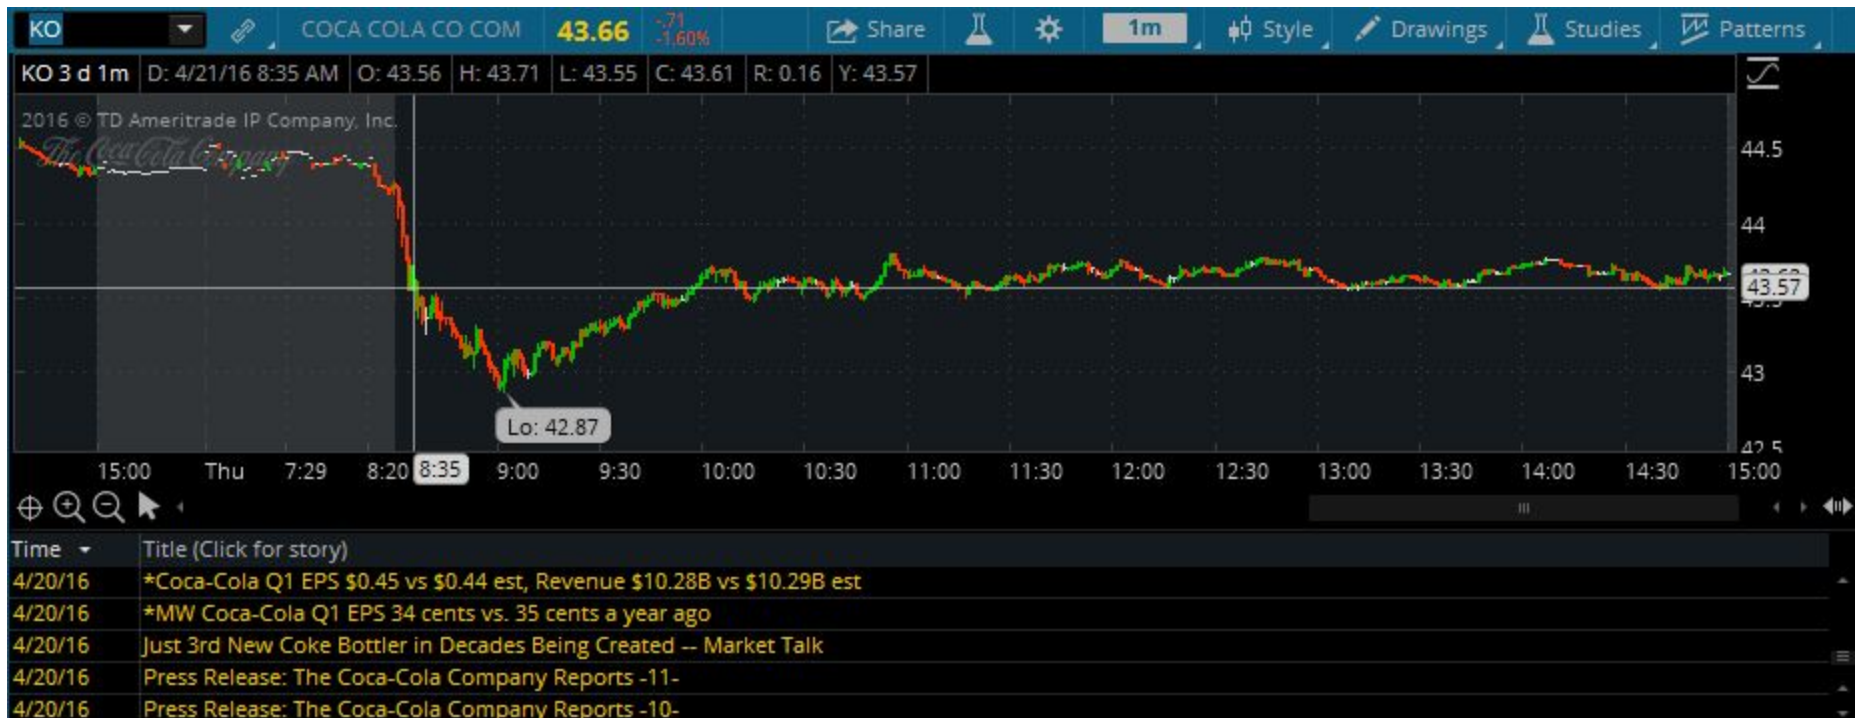 KO COCA COLA CO COM 43.66 -.71 -1.60% Share 1m Style Drawings Studies Patterns
KO 3 d 1m D: 4/21/16 8:35 AM O: 43.56 H: 43.71 L: 43.55 C: 43.61 R: 0.16 Y: 43.57
2016 © TD Ameritrade IP Company, Inc.
The Coca-Cola Company
44.5
44
43.57
43
Lo: 42.87
42.5
15:00 Thu 7:29 8:20 8:35 9:00 9:30 10:00 10:30 11:00 11:30 12:00 12:30 13:00 13:30 14:00 14:30 15:00
Time Title (Click for story)
4/20/16 *Coca-Cola Q1 EPS $0.45 vs $0.44 est, Revenue $10.28B vs $10.29B est
4/20/16 *MW Coca-Cola Q1 EPS 34 cents vs. 35 cents a year ago
4/20/16 Just 3rd New Coke Bottler in Decades Being Created -- Market Talk
4/20/16 Press Release: The Coca-Cola Company Reports -11-
4/20/16 Press Release: The Coca-Cola Company Reports -10-